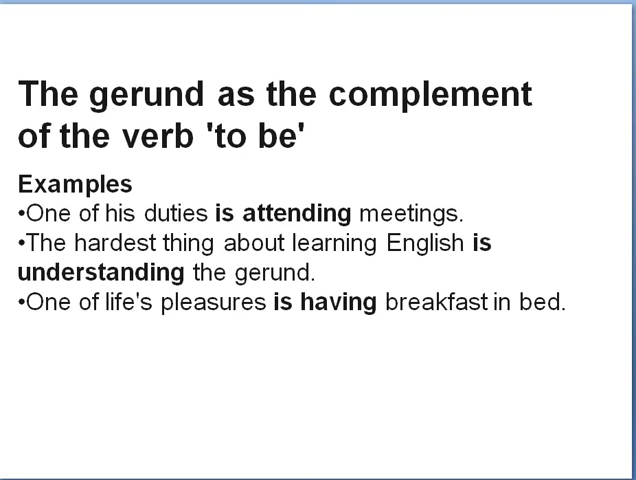 The gerund as the complement
of the verb 'to be'
Examples
•One of his duties is attending meetings.
•The hardest thing about learning English is
understanding the gerund.
•One of life's pleasures is having breakfast in bed.